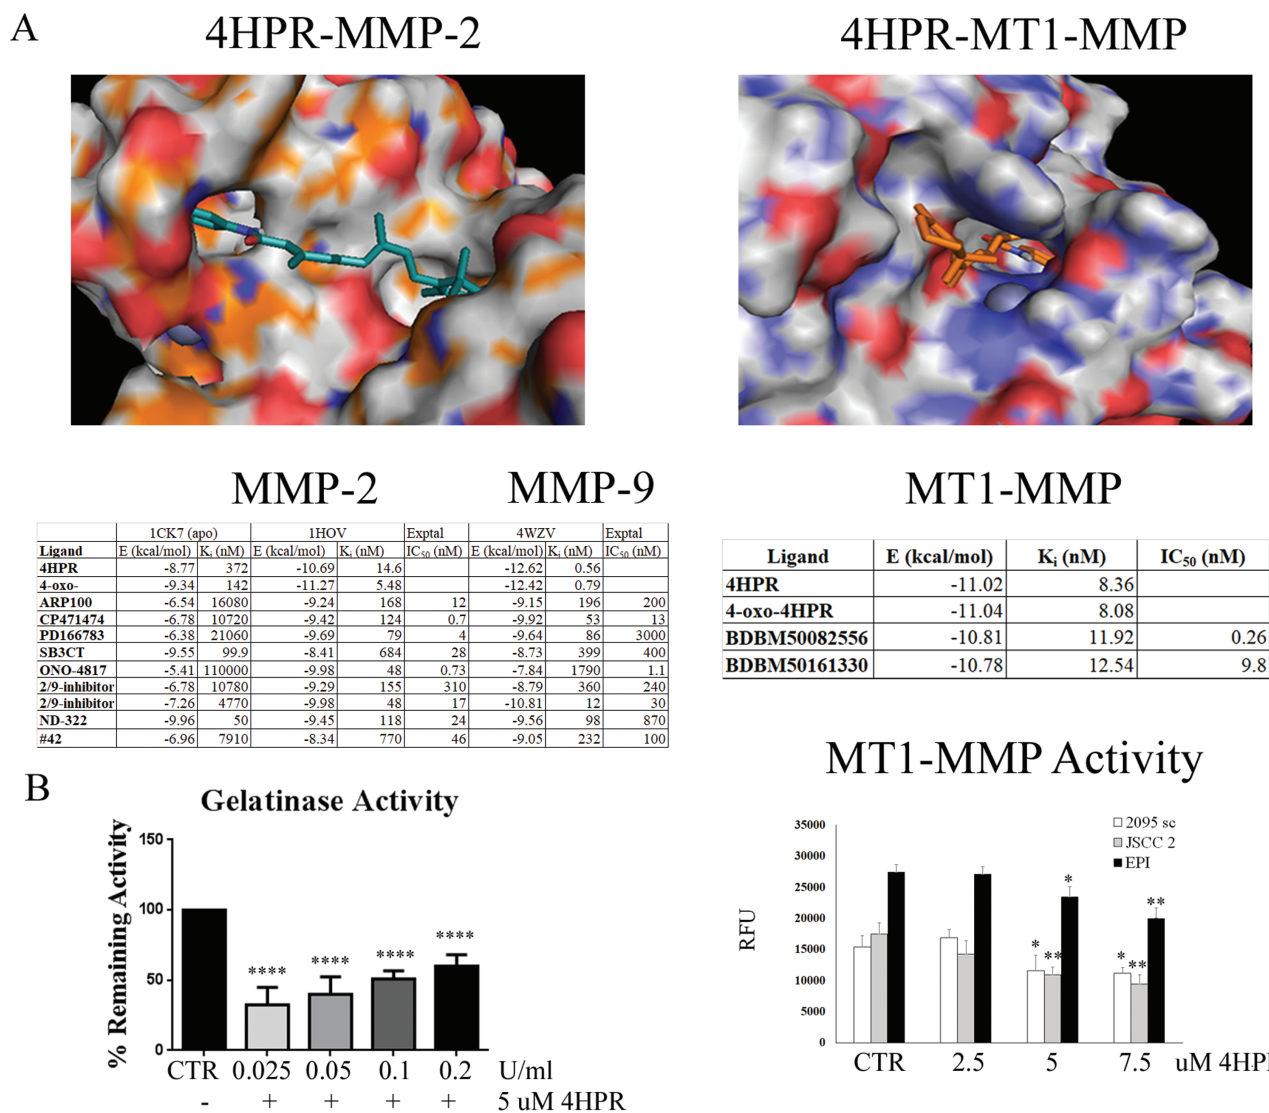 A
4HPR-MMP-2
4HPR-MT1-MMP
MMP-2 MMP-9
1CK7 (apo) 1HOV Exptal 4WZV Exptal
Ligand E (kcal/mol) Ki (nM) E (kcal/mol) Ki (nM) IC50 (nM) E (kcal/mol) Ki (nM) IC50 (nM)
4HPR -8.77 372 -10.69 14.6 -12.62 0.56
4-oxo- -9.34 142 -11.27 5.48 -12.42 0.79
ARP100 -6.54 16080 -9.24 168 12 -9.15 196 200
CP471474 -6.78 10720 -9.42 124 0.7 -9.92 53 13
PD166783 -6.38 21060 -9.69 79 4 -9.64 86 3000
SB3CT -9.55 99.9 -8.41 684 28 -8.73 399 400
ONO-4817 -5.41 110000 -9.98 48 0.73 -7.84 1790 1.1
2/9-inhibitor -6.78 10780 -9.29 155 310 -8.79 360 240
2/9-inhibitor -7.26 4770 -9.98 48 17 -10.81 12 30
ND-322 -9.96 50 -9.45 118 24 -9.56 98 870
#42 -6.96 7910 -8.34 770 46 -9.05 232 100
MT1-MMP
Ligand E (kcal/mol) Ki (nM) IC50 (nM)
4HPR -11.02 8.36
4-oxo-4HPR -11.04 8.08
BDBM50082556 -10.81 11.92 0.26
BDBM50161330 -10.78 12.54 9.8
B
Gelatinase Activity
% Remaining Activity
150
100
50
0
**** **** **** ****
CTR 0.025 0.05 0.1 0.2 U/ml
- + + + + 5 uM 4HPR
MT1-MMP Activity
RFU
35000
30000
25000
20000
15000
10000
5000
0
2095 sc
JSCC 2
EPI
* ** * * ** **
CTR 2.5 5 7.5 uM 4HP